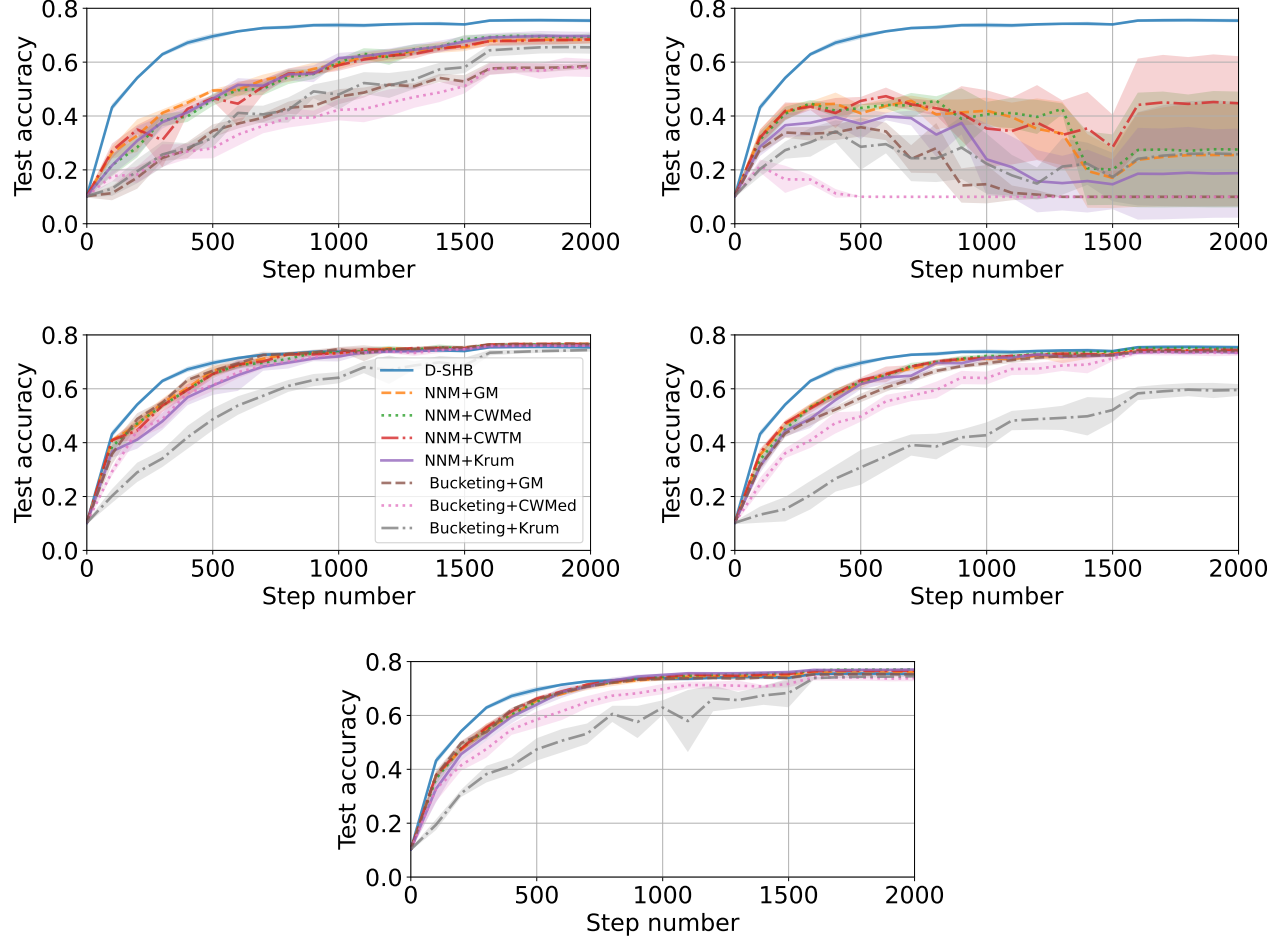 0.8
0.6
0.4
0.2
0.0
Test accuracy
0
500
1000
1500
2000
Step number
0.8
0.6
0.4
0.2
0.0
Test accuracy
0
500
1000
1500
2000
Step number
0.8
0.6
0.4
0.2
0.0
Test accuracy
D-SHB
NNM+GM
NNM+CWMed
NNM+CWTM
NNM+Krum
Bucketing+GM
Bucketing+CWMed
Bucketing+Krum
0
500
1000
1500
2000
Step number
0.8
0.6
0.4
0.2
0.0
Test accuracy
0
500
1000
1500
2000
Step number
0.8
0.6
0.4
0.2
0.0
Test accuracy
0
500
1000
1500
2000
Step number